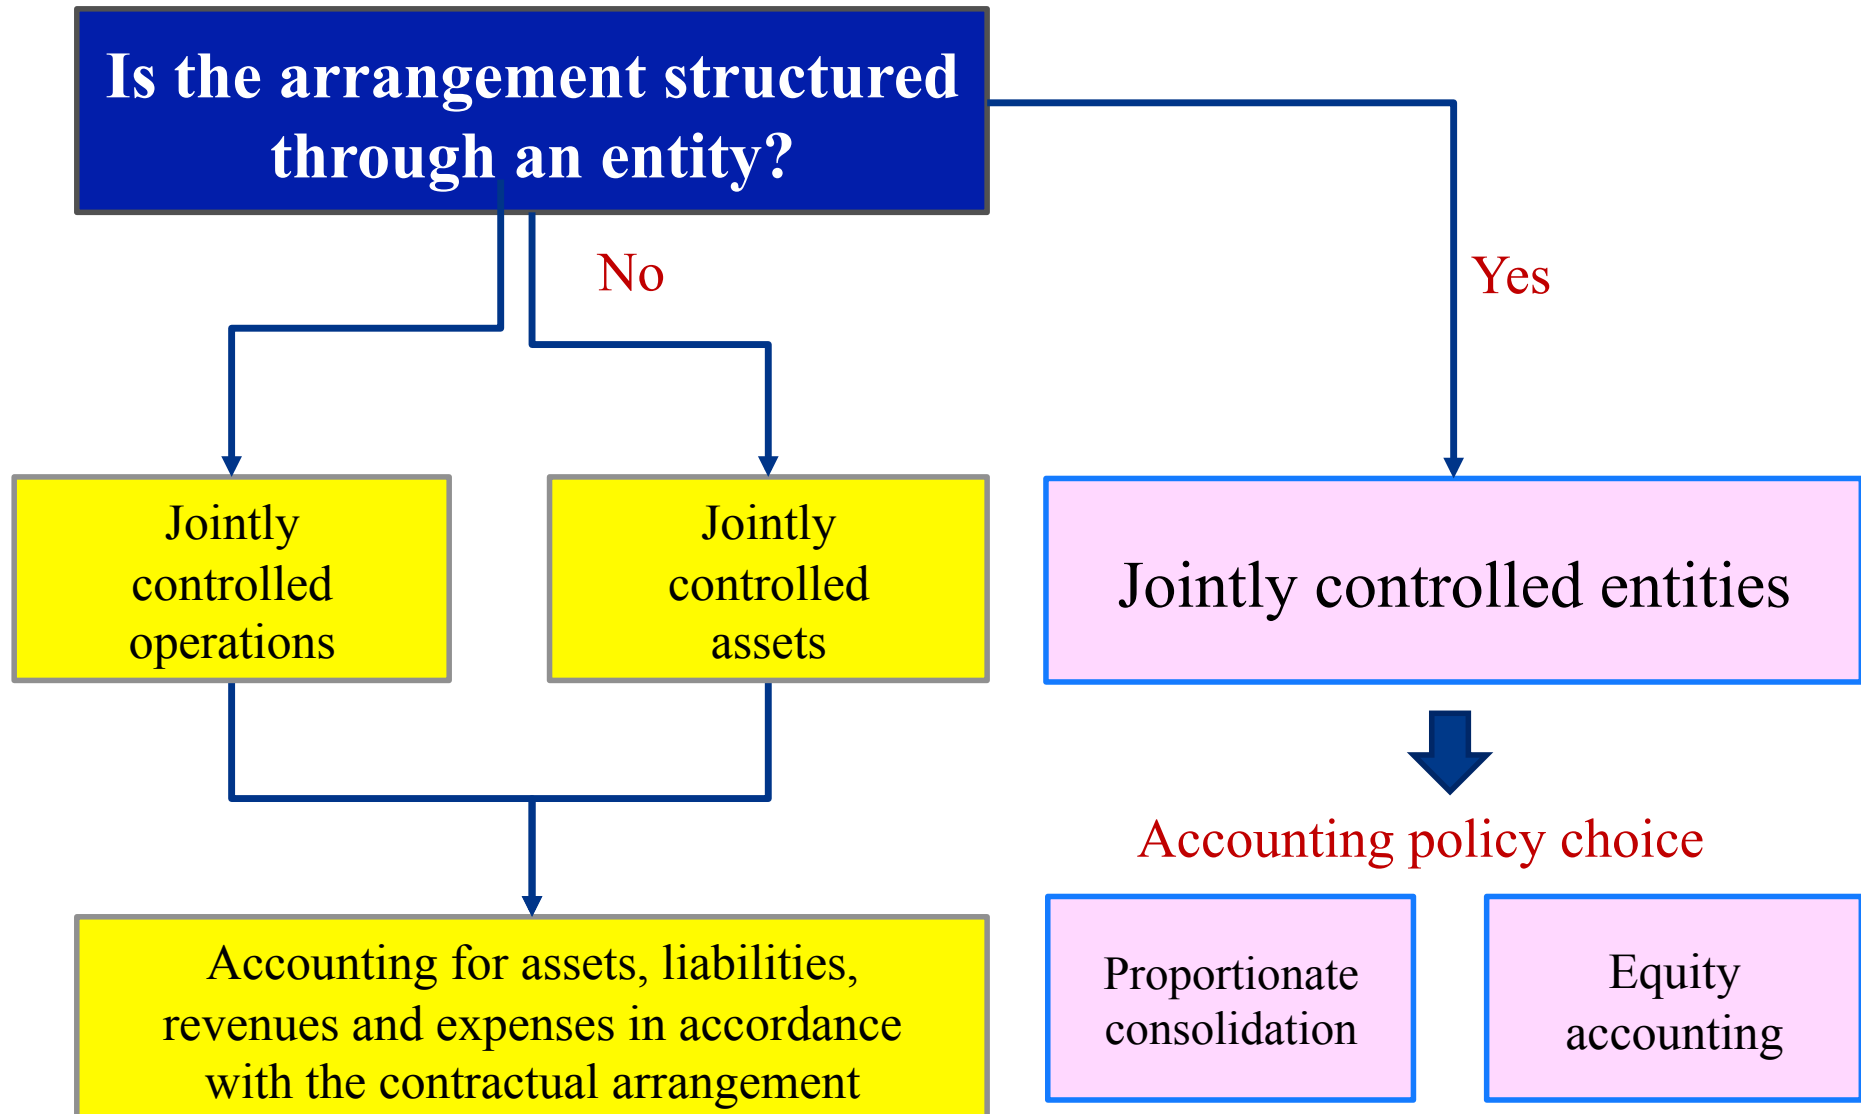 Is the arrangement structured
through an entity?
No
Yes
Jointly
controlled
operations
Jointly
controlled
assets
Jointly controlled entities
Accounting policy choice
Accounting for assets, liabilities,
revenues and expenses in accordance
with the contractual arrangement
Proportionate
consolidation
Equity
accounting